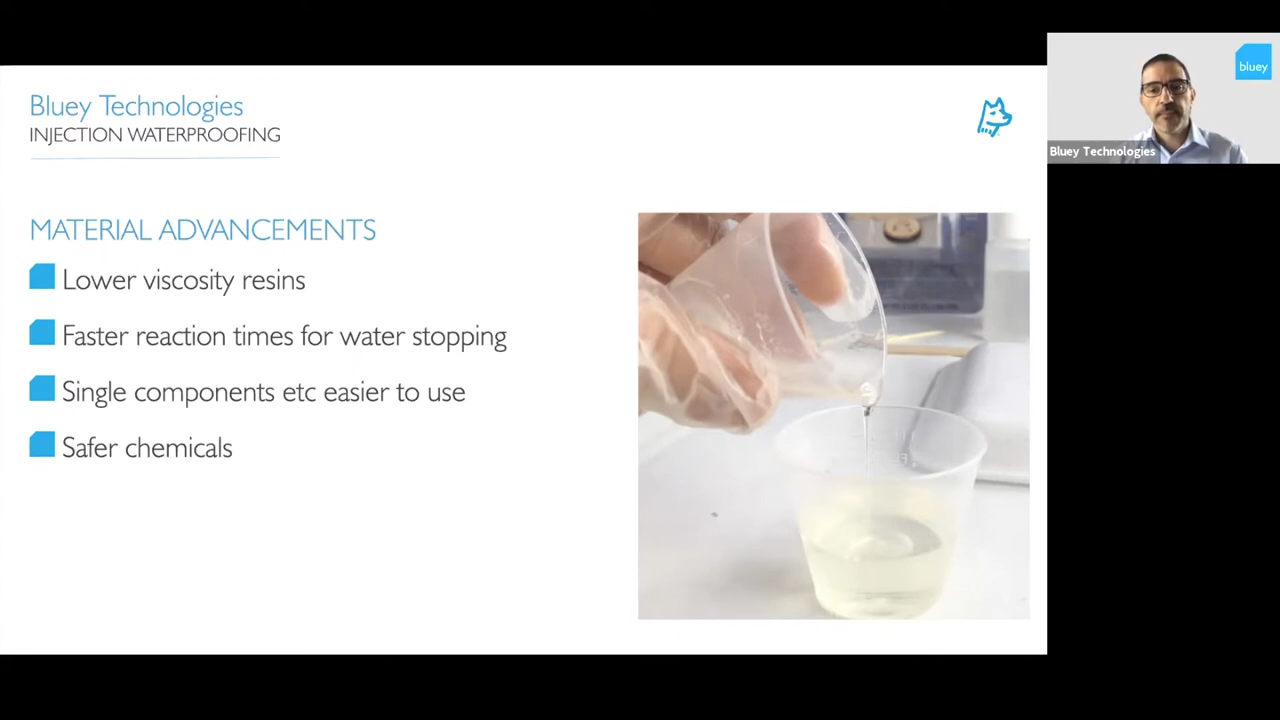 Bluey Technologies
INJECTION WATERPROOFING
MATERIAL ADVANCEMENTS
Lower viscosity resins
Faster reaction times for water stopping
Single components etc easier to use
Safer chemicals
bluey
Bluey Technologies